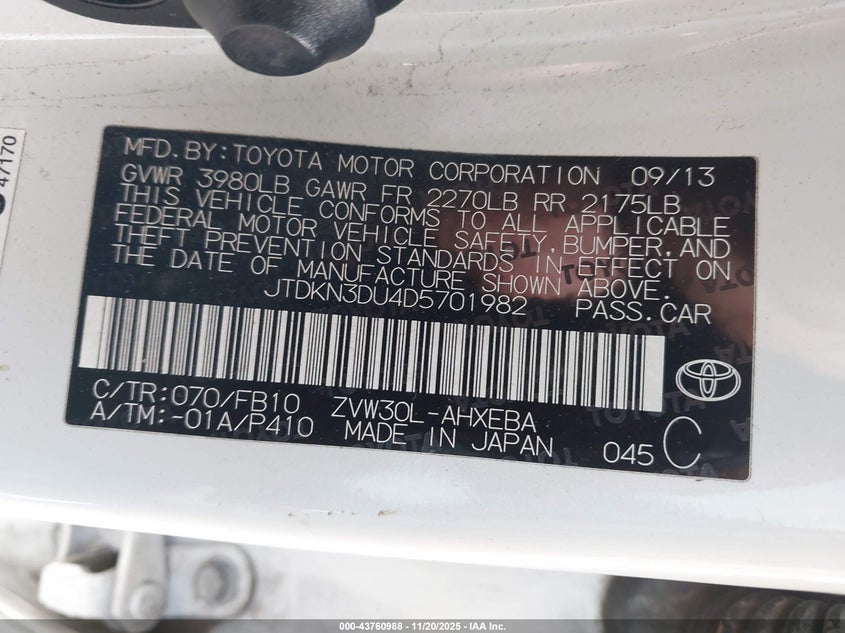 47170
MFD.BY:TOYOTA MOTOR CORPORATION 09/13
GVWR 3980LB GAWR FR 2270LB RR 2175LB
THIS VEHICLE CONFORMS TO ALL APPLICABLE
FEDERAL MOTOR VEHICLE SAFETY,BUMPER,AND
THEFT PREVENTION STANDARDS IN EFFECT ON
THE DATE OF MANUFACTURE SHOWN ABOVE.
JTDKN3DU4D5701982 PASS.CAR
C/TR:070/FB10 ZVW30L-AHXEBA
A/TM:-01A/P410 MADE IN JAPAN 045 C
000-43760988 - 11/20/2025 - IAA Inc.